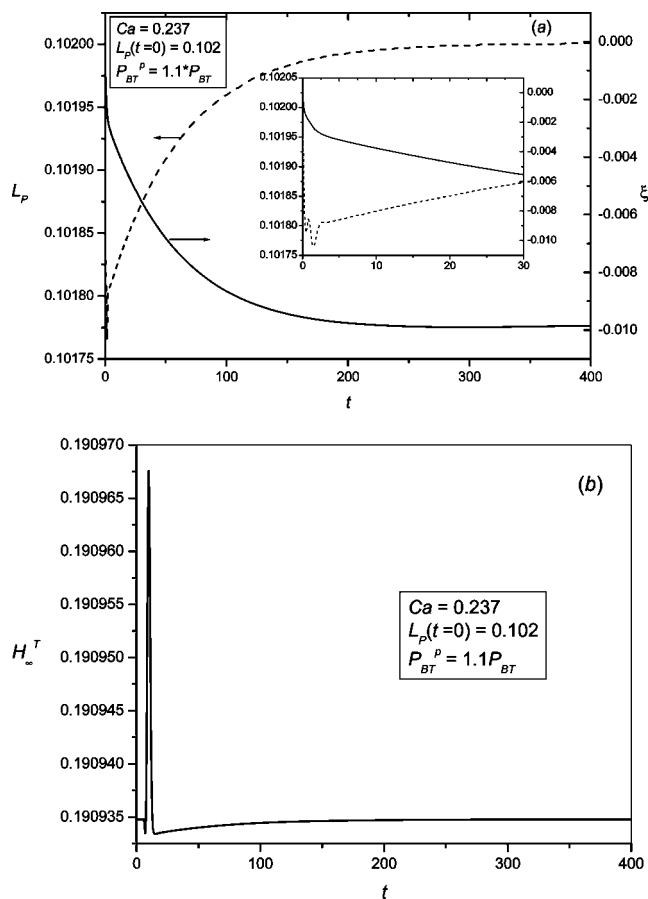 (a)
Ca = 0.237
L_P(t=0) = 0.102
P_BT^p = 1.1*P_BT
0.10200
0.10195
0.10190
0.10185
0.10180
0.10175
L_P
0.000
-0.002
-0.004
-0.006
-0.008
-0.010
ξ
0.10205
0.10200
0.10195
0.10190
0.10185
0.10180
0.10175
0.000
-0.002
-0.004
-0.006
-0.008
-0.010
0 10 20 30
0 100 200 300 400
t
(b)
0.190970
0.190965
0.190960
0.190955
0.190950
0.190945
0.190940
0.190935
H_∞^T
Ca = 0.237
L_P(t=0) = 0.102
P_BT^p = 1.1P_BT
0 100 200 300 400
t